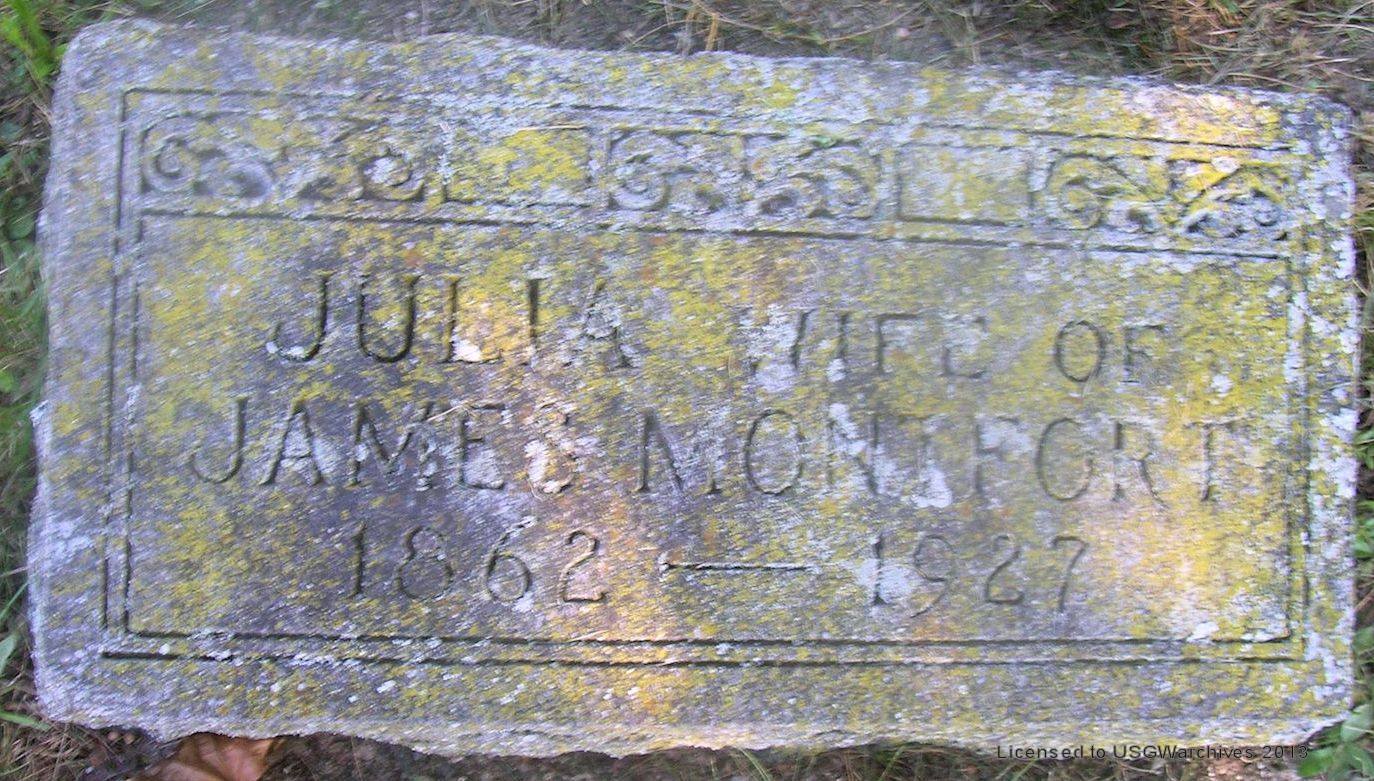 JULIA WIFE OF
JAMES MONTFORT
1862 — 1927
Licensed to USGWarchives 2013